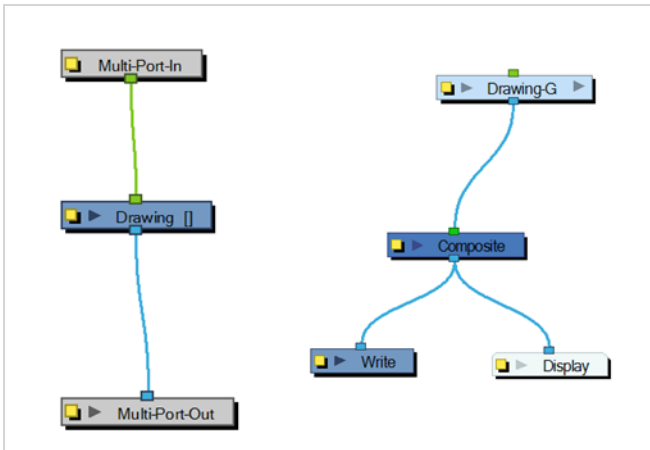 Multi-Port-In
Drawing []
Multi-Port-Out
Drawing-G
Composite
Write
Display